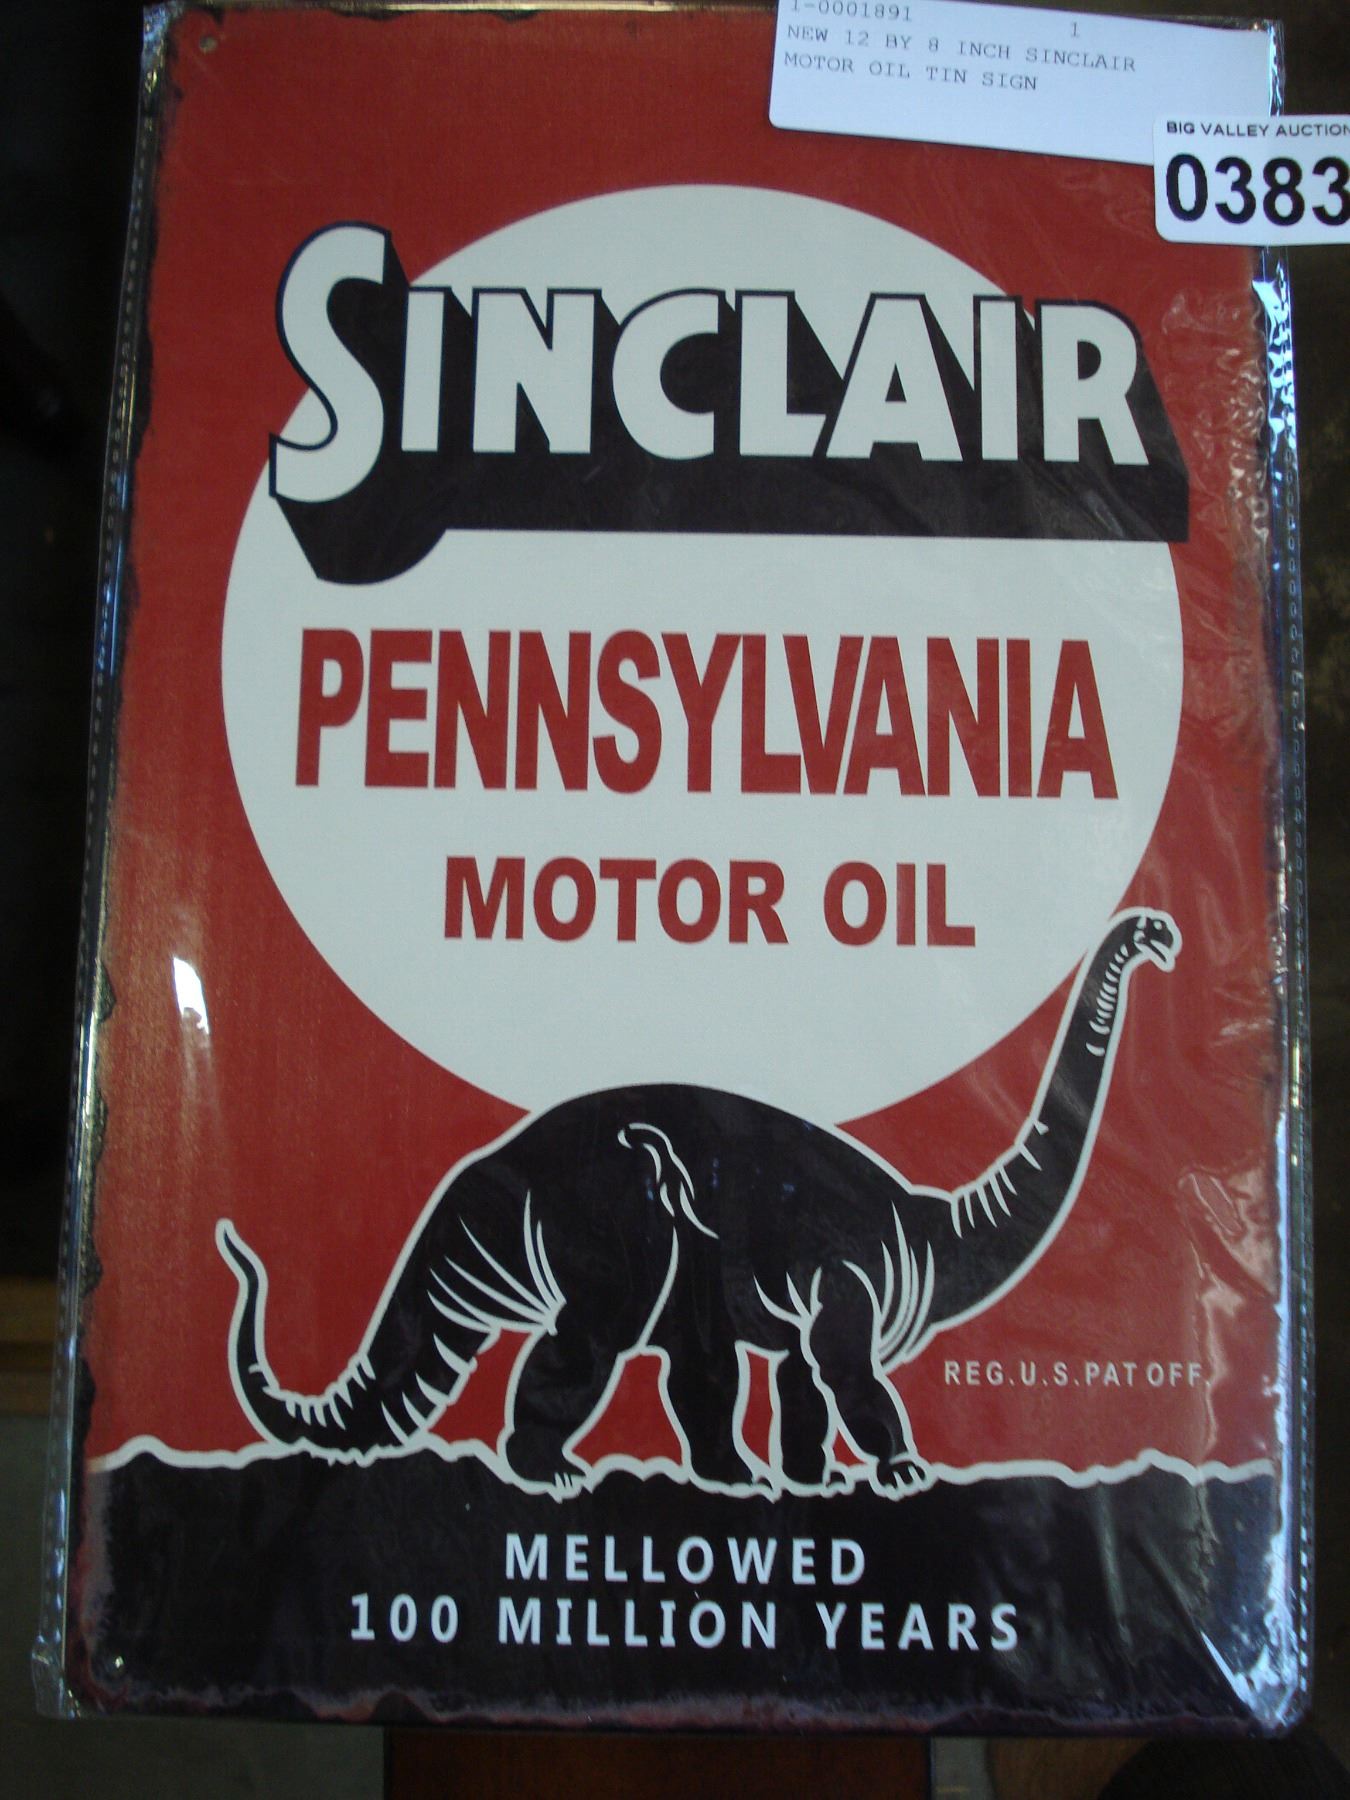 1-0001891 1
NEW 12 BY 8 INCH SINCLAIR
MOTOR OIL TIN SIGN
BIG VALLEY AUCTION
0383
SINCLAIR
PENNSYLVANIA
MOTOR OIL
REG.U.S.PAT OFF.
MELLOWED
100 MILLION YEARS